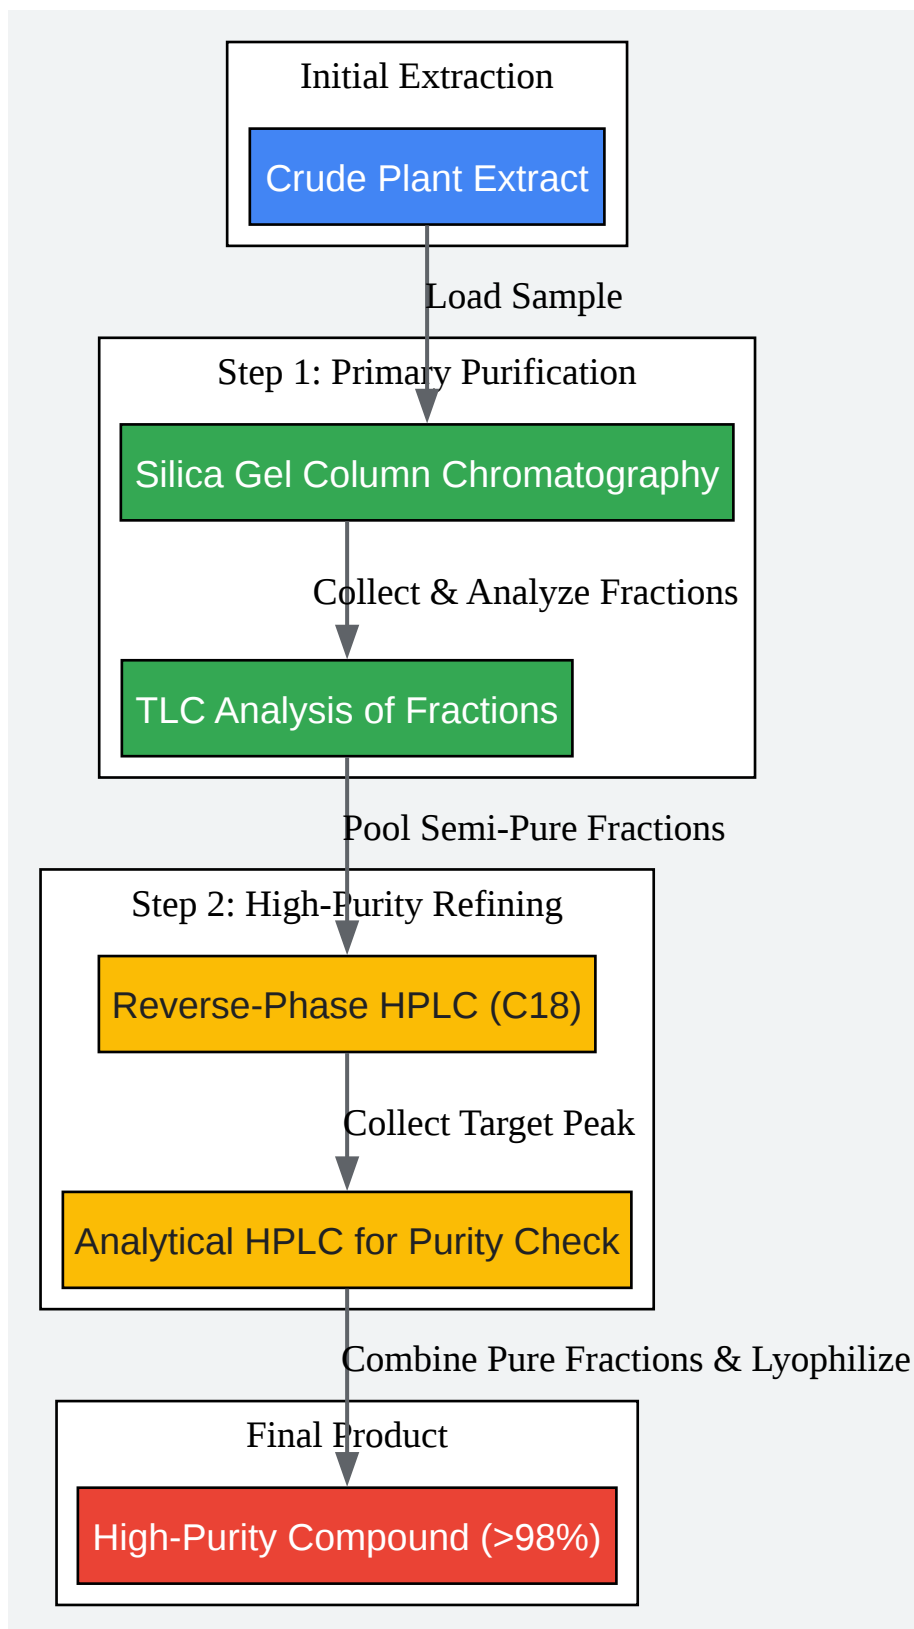 Initial Extraction
Crude Plant Extract
Load Sample
Step 1: Primary Purification
Silica Gel Column Chromatography
Collect & Analyze Fractions
TLC Analysis of Fractions
Pool Semi-Pure Fractions
Step 2: High-Purity Refining
Reverse-Phase HPLC (C18)
Collect Target Peak
Analytical HPLC for Purity Check
Combine Pure Fractions & Lyophilize
Final Product
High-Purity Compound (>98%)